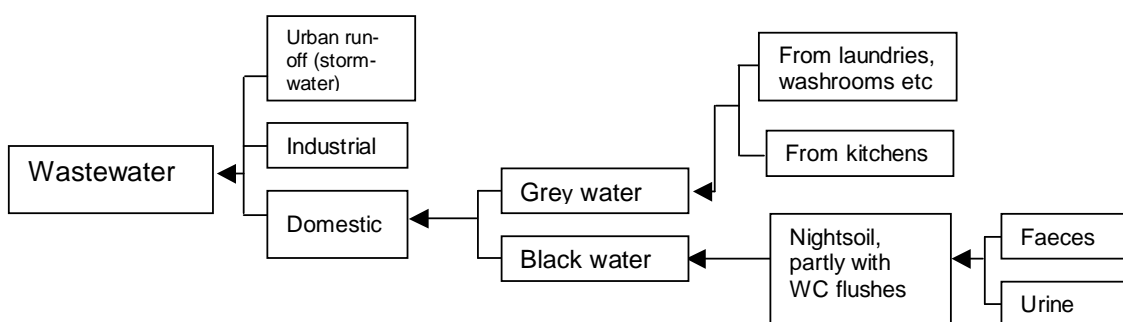 Urban run-
off (storm-
water)
From laundries,
washrooms etc
Industrial
From kitchens
Wastewater
Grey water
Domestic
Black water
Nightsoil,
partly with
WC flushes
Faeces
Urine